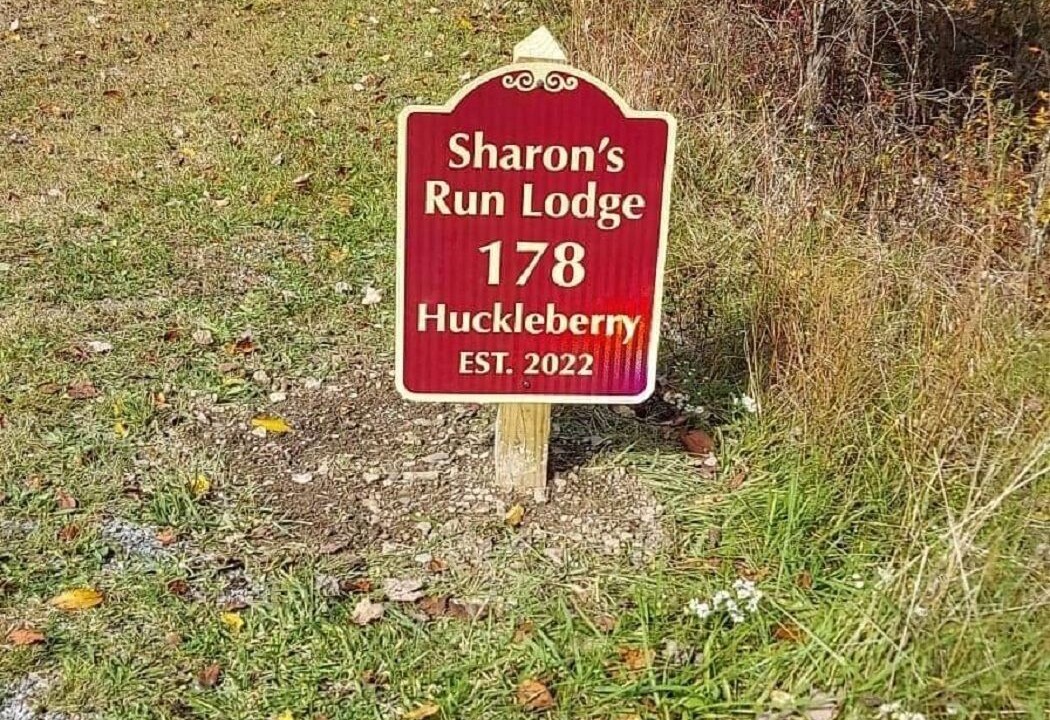 Sharon's
Run Lodge
178
Huckleberry
EST. 2022